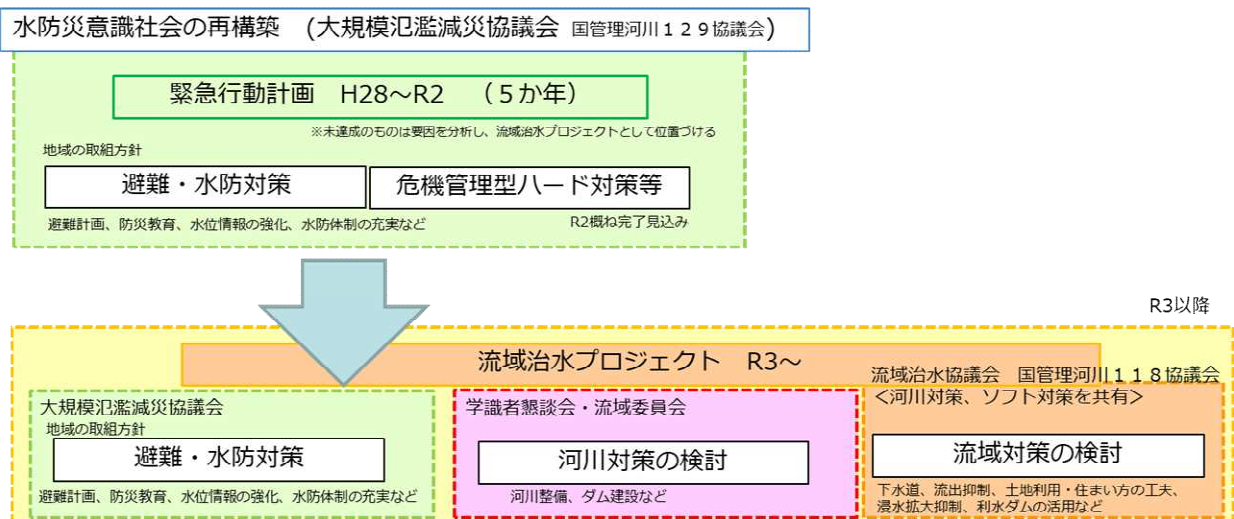 水防災意識社会の再構築 (大規模氾濫減災協議会 国管理河川129協議会)
緊急行動計画 H28~R2 (5か年)
※未達成のものは要因を分析し、流域治水プロジェクトとして位置づける
地域の取組方針
避難・水防対策
危機管理型ハード対策等
避難計画、防災教育、水位情報の強化、水防体制の充実など
R2概ね完了見込み
R3以降
流域治水プロジェクト R3~
大規模氾濫減災協議会
地域の取組方針
避難・水防対策
避難計画、防災教育、水位情報の強化、水防体制の充実など
学識者懇談会・流域委員会
河川対策の検討
河川整備、ダム建設など
流域治水協議会 国管理河川118協議会
<河川対策、ソフト対策を共有>
流域対策の検討
下水道、流出抑制、土地利用・住まい方の工夫、
浸水拡大抑制、利水ダムの活用など